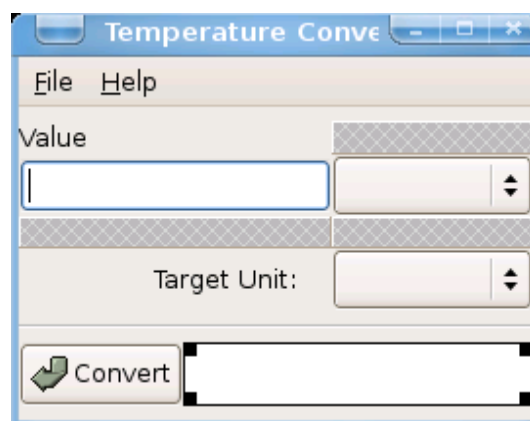 Temperature Conve
File Help
Value
Target Unit:
Convert